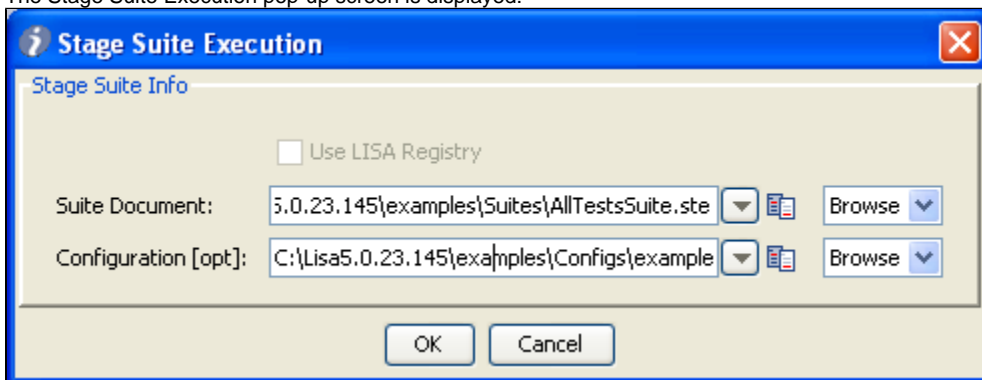 The Stage Suite Execution pop-up screen is displayed.
Stage Suite Execution
Stage Suite Info
Use LISA Registry
Suite Document: 5.0.23.145\examples\Suites\AllTestsSuite.ste Browse
Configuration [opt]: C:\Lisa5.0.23.145\examples\Configs\example Browse
OK Cancel